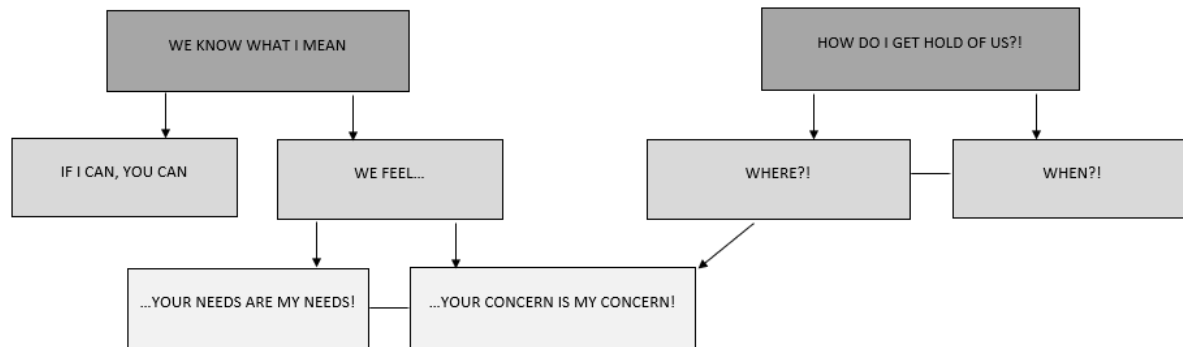 WE KNOW WHAT I MEAN
HOW DO I GET HOLD OF US?!
IF I CAN, YOU CAN
WE FEEL...
WHERE?!
WHEN?!
...YOUR NEEDS ARE MY NEEDS!
...YOUR CONCERN IS MY CONCERN!